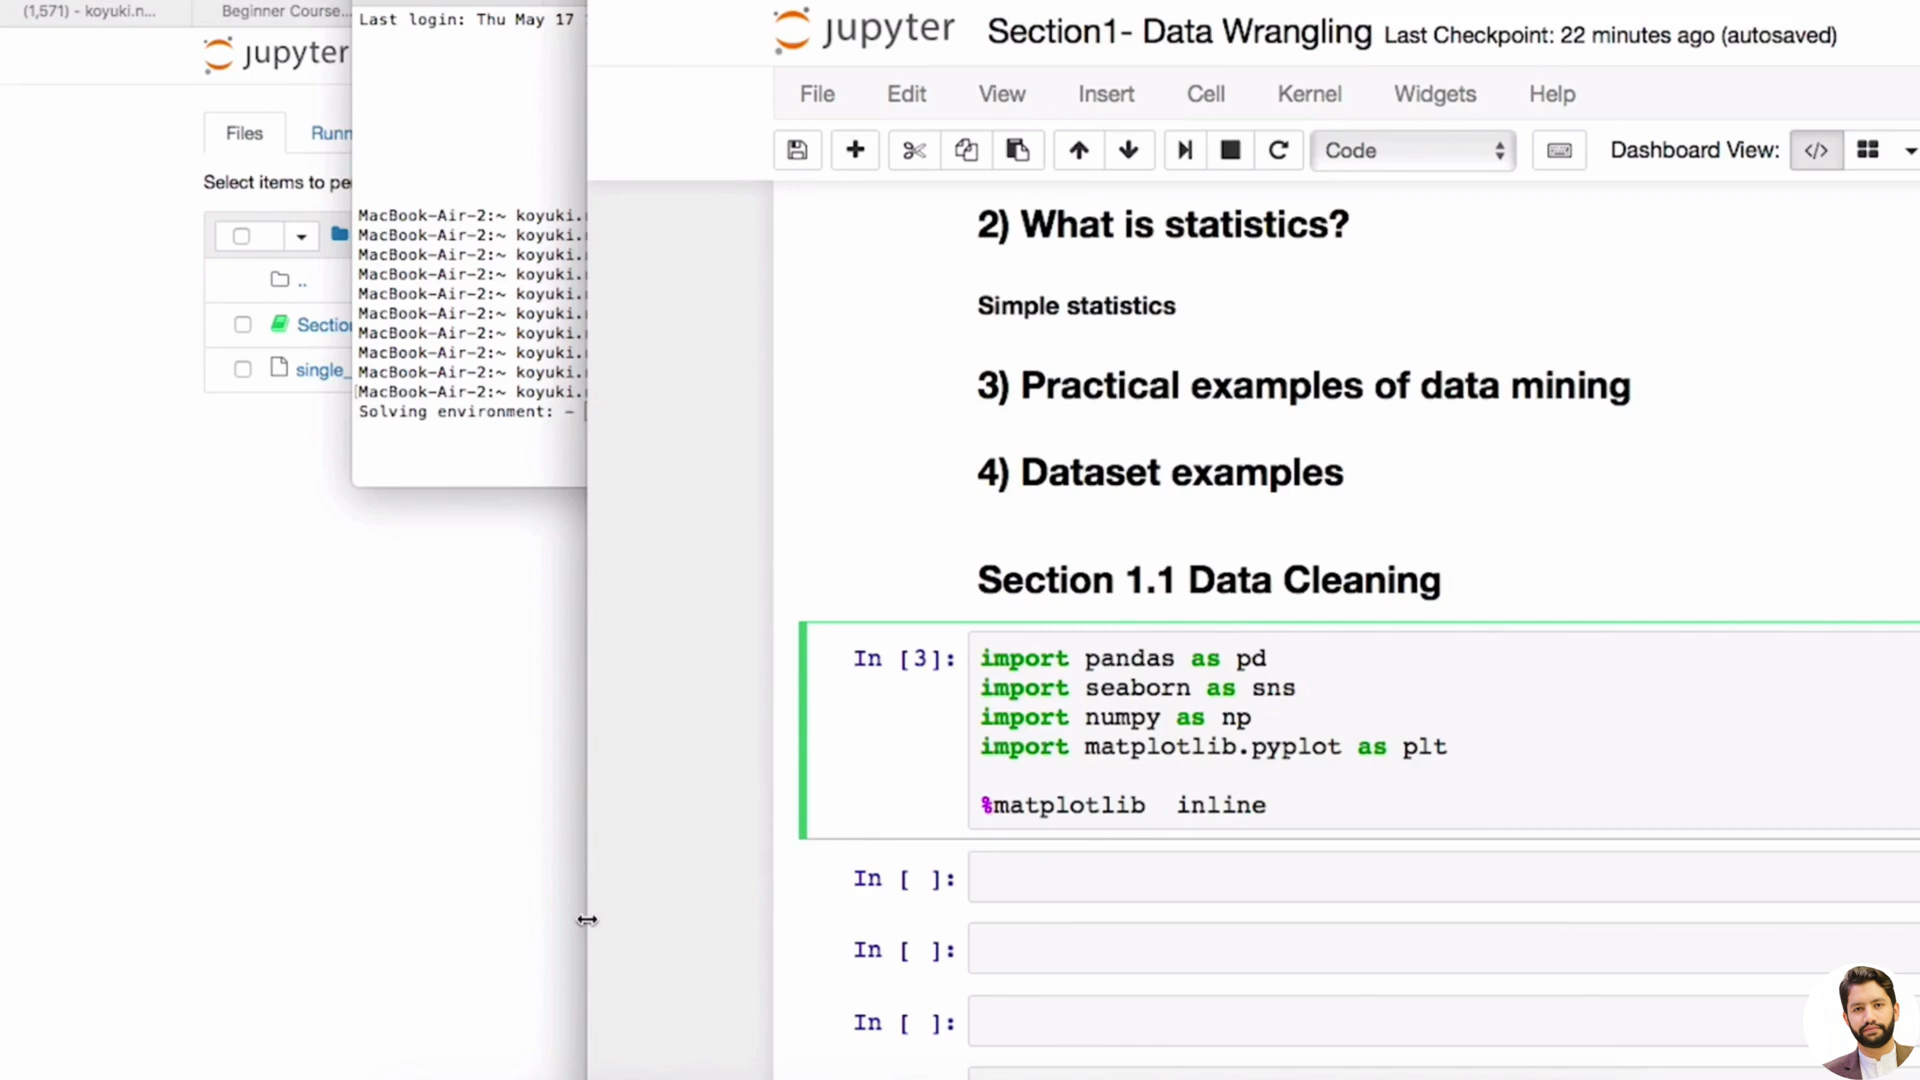 (1,571) - koyuki.n...
Beginner Course...
jupyter
Files
Runn
Select items to pe
..
Section
single_
Last login: Thu May 17
MacBook-Air-2:~ koyuki.
MacBook-Air-2:~ koyuki.
MacBook-Air-2:~ koyuki.
MacBook-Air-2:~ koyuki.
MacBook-Air-2:~ koyuki.
MacBook-Air-2:~ koyuki.
MacBook-Air-2:~ koyuki.
MacBook-Air-2:~ koyuki.
MacBook-Air-2:~ koyuki.
[MacBook-Air-2:~ koyuki.
Solving environment: -
jupyter Section1- Data Wrangling Last Checkpoint: 22 minutes ago (autosaved)
File Edit View Insert Cell Kernel Widgets Help
Code Dashboard View: </>
2) What is statistics?
Simple statistics
3) Practical examples of data mining
4) Dataset examples
Section 1.1 Data Cleaning
In [3]: import pandas as pd
import seaborn as sns
import numpy as np
import matplotlib.pyplot as plt
%matplotlib  inline
In [ ]:
In [ ]:
In [ ]: